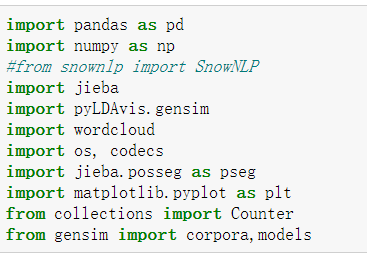 import pandas as pd
import numpy as np
#from snownlp import SnowNLP
import jieba
import pyLDAvis.gensim
import wordcloud
import os, codecs
import jieba.posseg as pseg
import matplotlib.pyplot as plt
from collections import Counter
from gensim import corpora,models